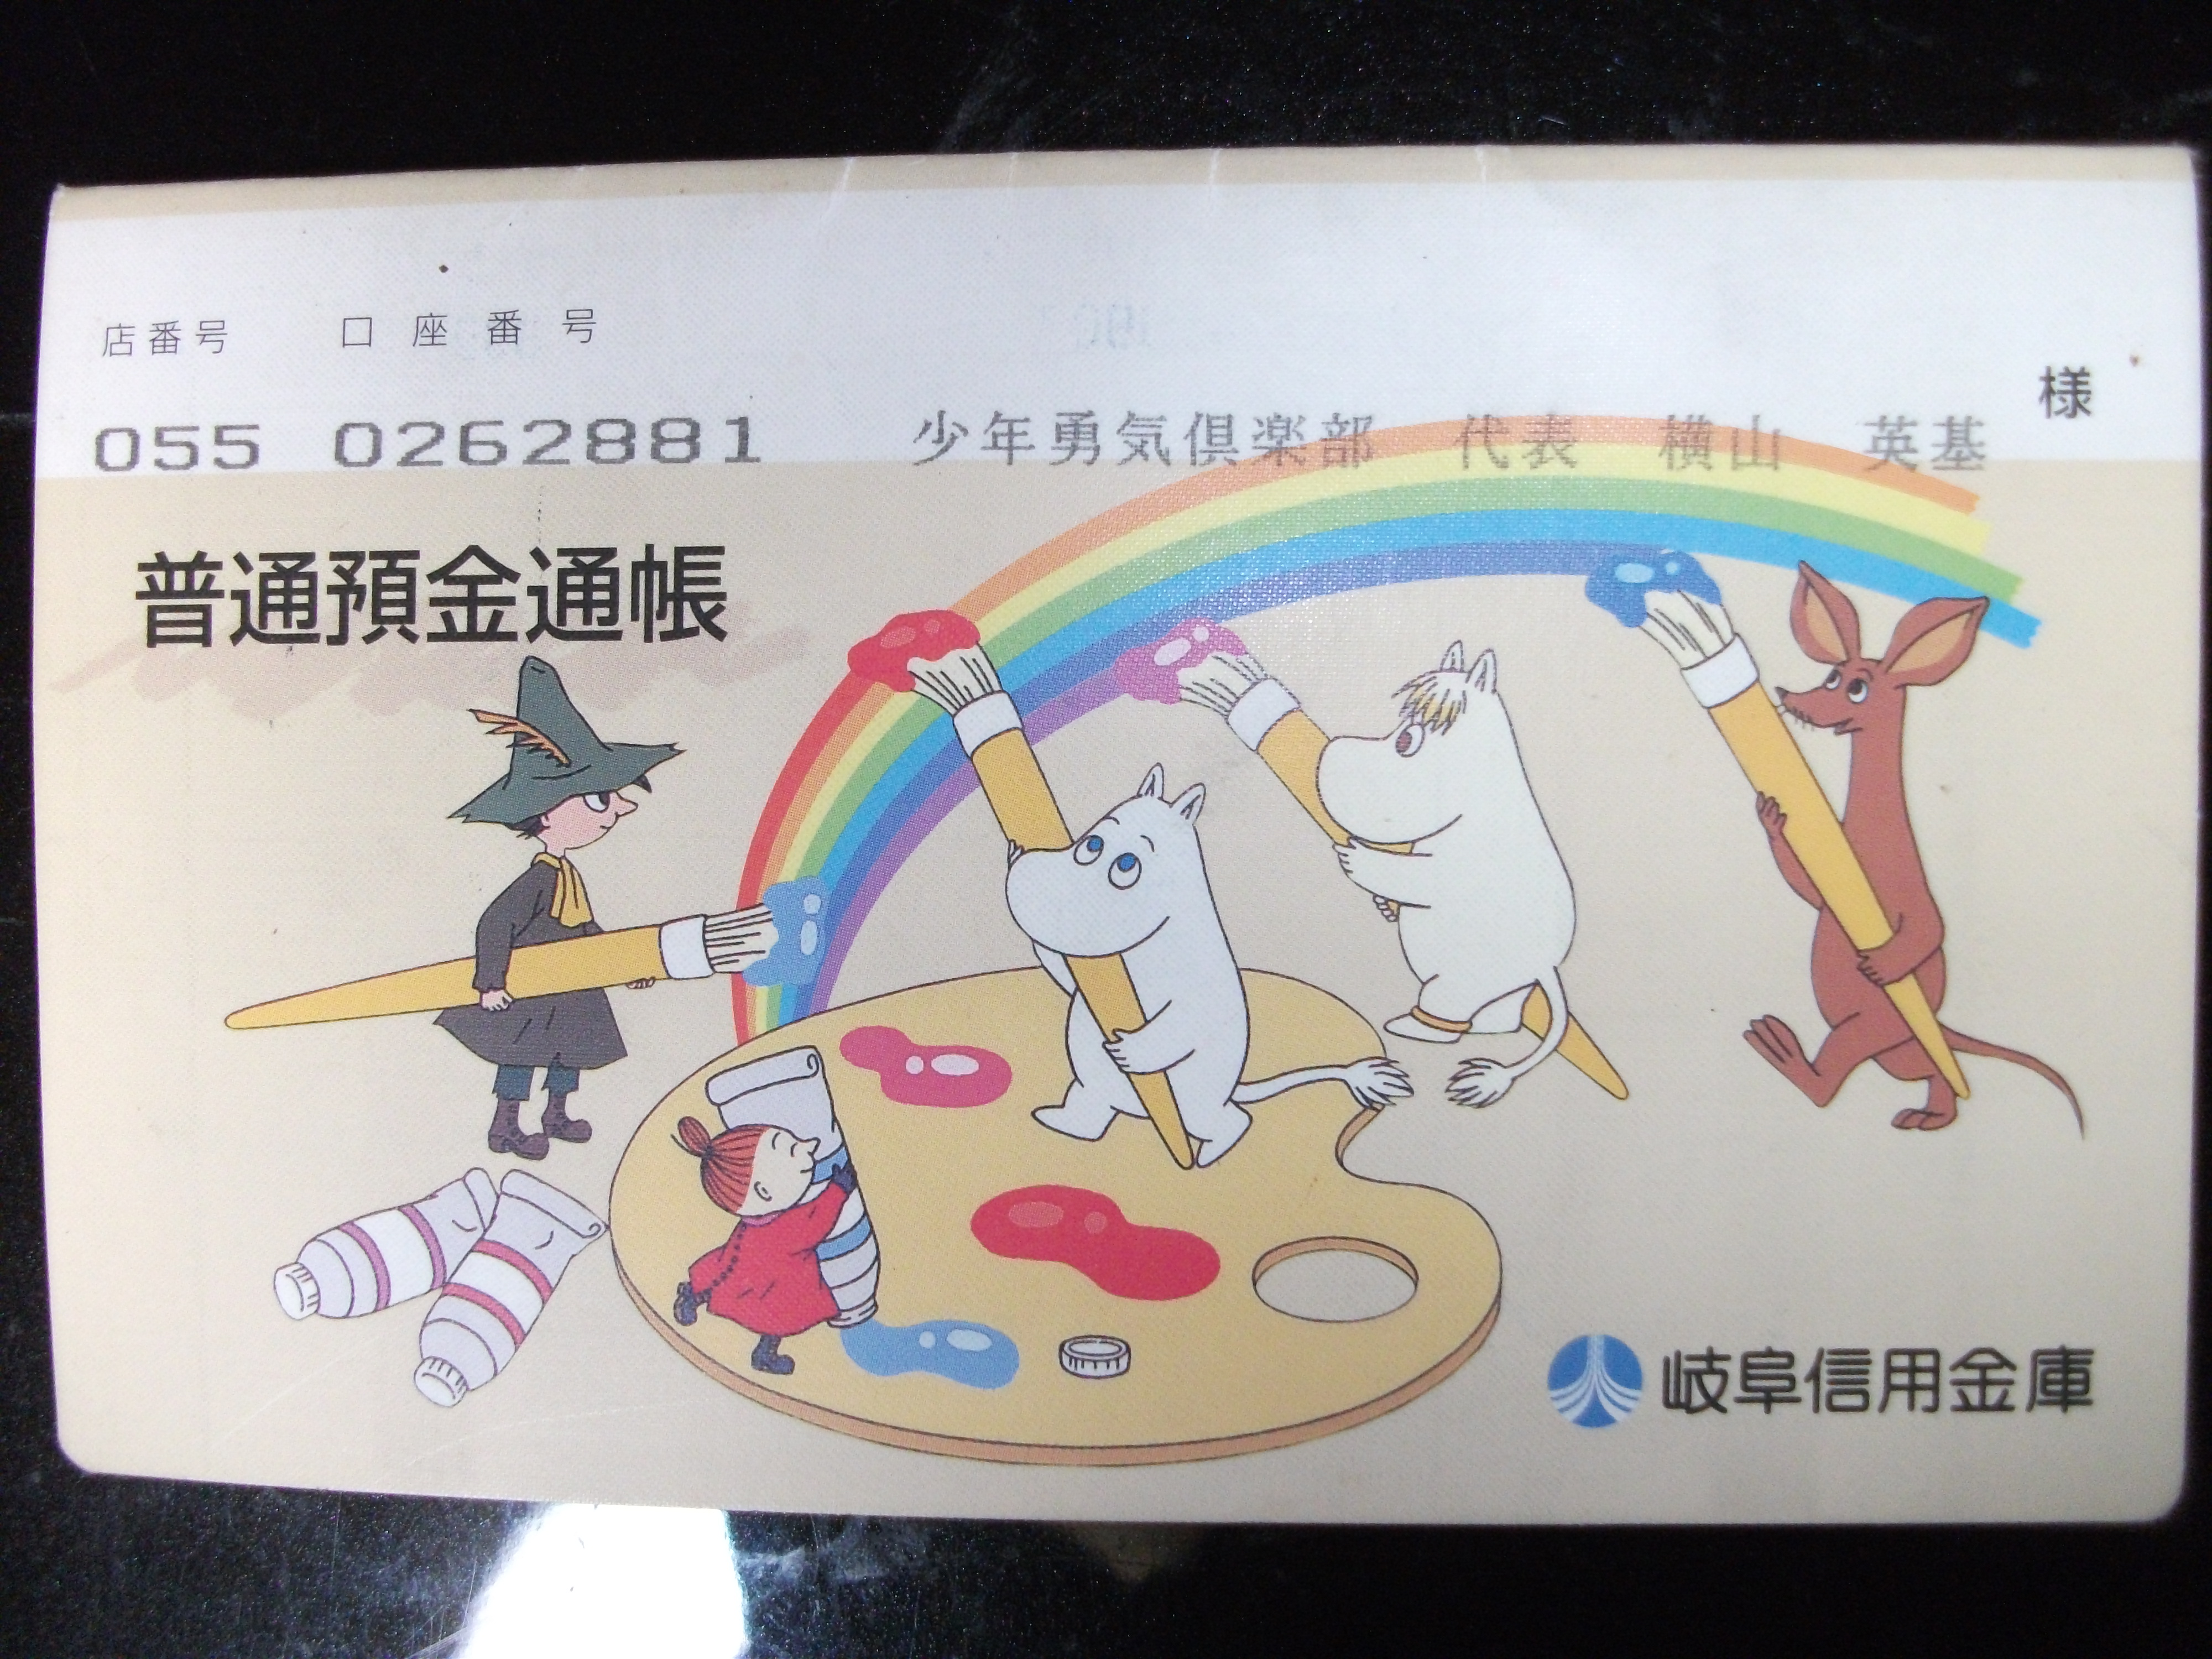 店番号 口座番号
様
055 0262881 少年勇気倶楽部 代表 横山 英基
普通預金通帳
岐阜信用金庫